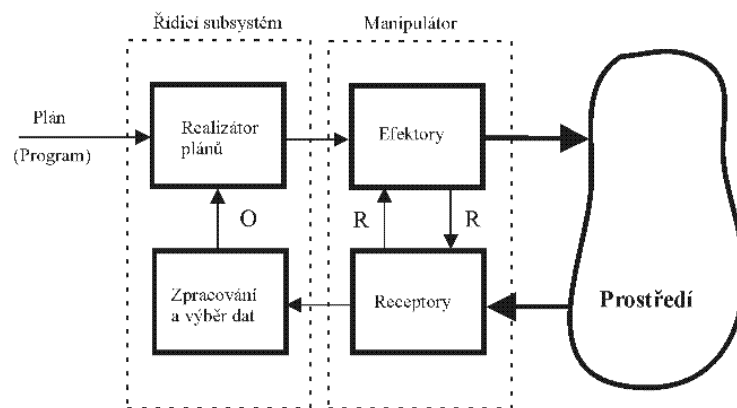 Řídicí subsystém
Manipulátor
Plán
(Program)
Realizátor
plánů
Efektory
O
R
R
Zpracování
a výběr dat
Receptory
Prostředí